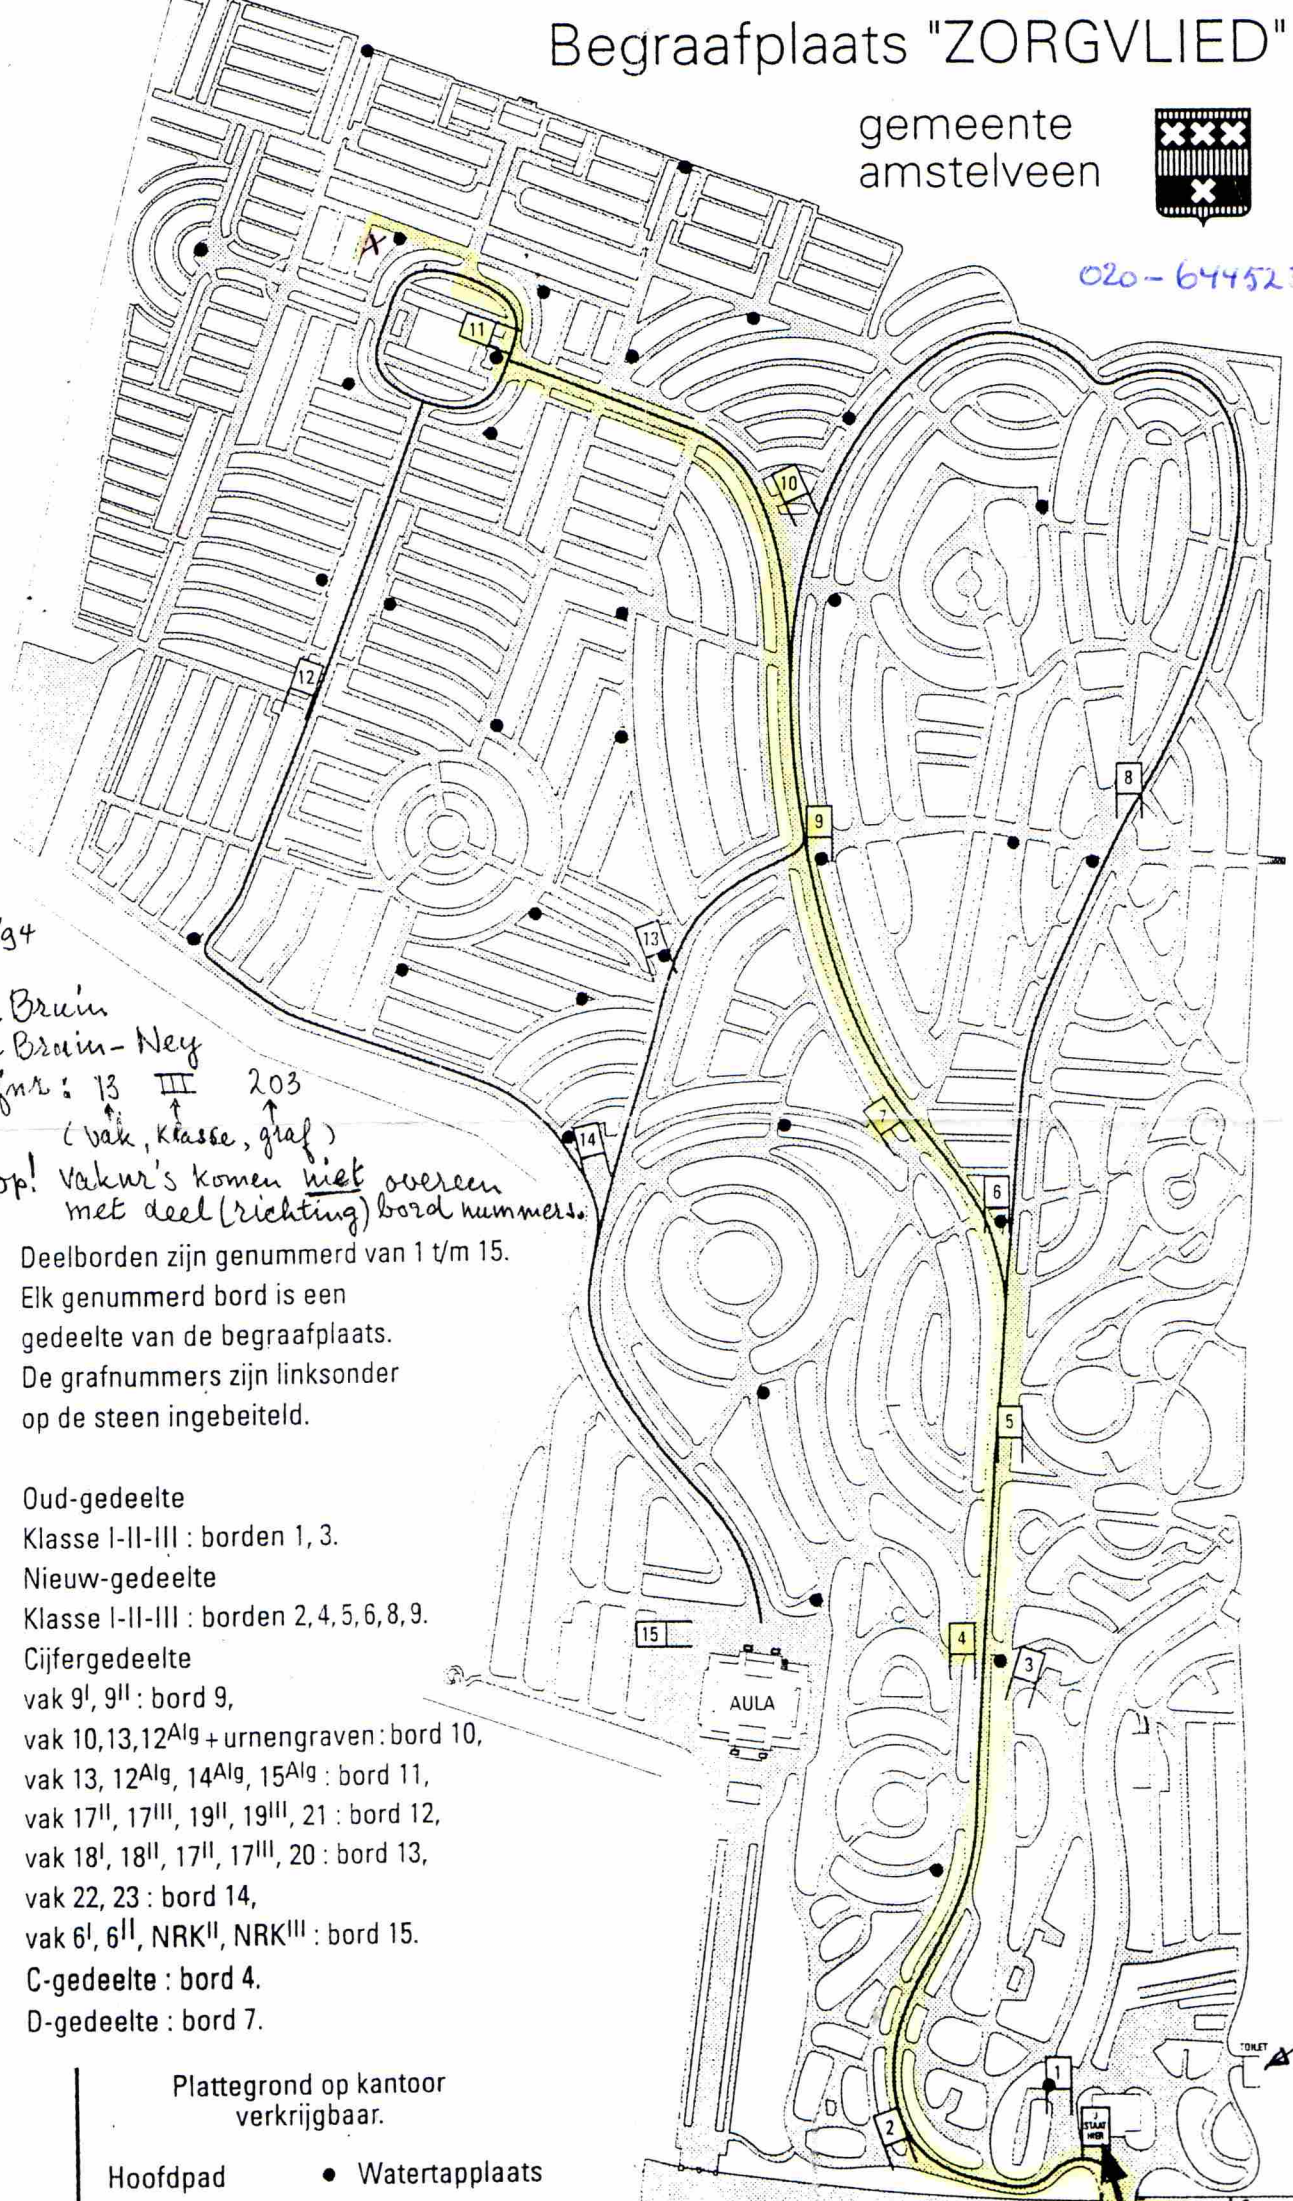 Begraafplaats "ZORGVLIED"
gemeente
amstelveen
020-644523
X
11
10
12
8
9
13
94
Bruin
Bruin-Ney
nr: 13 III 203
(vak, klasse, graf)
op! vaknr's komen niet overeen
met deel (richting) bord nummers.
14
7
6
Deelborden zijn genummerd van 1 t/m 15.
Elk genummerd bord is een
gedeelte van de begraafplaats.
De grafnummers zijn linksonder
op de steen ingebeiteld.
5
Oud-gedeelte
Klasse I-II-III : borden 1, 3.
Nieuw-gedeelte
Klasse I-II-III : borden 2, 4, 5, 6, 8, 9.
Cijfergedeelte
vak 9I, 9II : bord 9,
vak 10,13,12Alg + urnengraven : bord 10,
vak 13, 12Alg, 14Alg, 15Alg : bord 11,
vak 17II, 17III, 19II, 19III, 21 : bord 12,
vak 18I, 18II, 17II, 17III, 20 : bord 13,
vak 22, 23 : bord 14,
vak 6I, 6II, NRKII, NRKIII : bord 15.
C-gedeelte : bord 4.
D-gedeelte : bord 7.
15
4
3
AULA
TOILET
1
J STAAT HIER
2
Plattegrond op kantoor
verkrijgbaar.
Hoofdpad
Watertapplaats